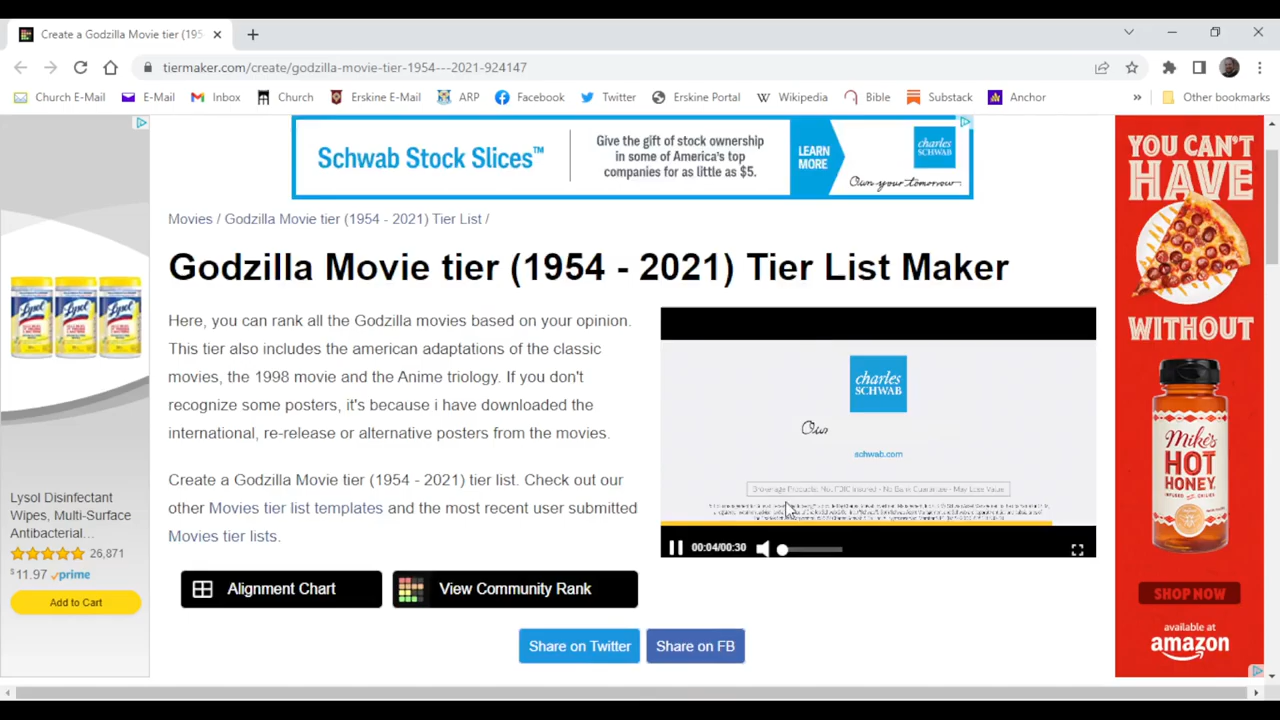 Create a Godzilla Movie tier (195
tiermaker.com/create/godzilla-movie-tier-1954---2021-924147
Church E-Mail
E-Mail
Inbox
Church
Erskine E-Mail
ARP
Facebook
Twitter
Erskine Portal
Wikipedia
Bible
Substack
Anchor
»
Other bookmarks
Schwab Stock Slices™
Give the gift of stock ownership
in some of America's top
companies for as little as $5.
LEARN
MORE
charles
SCHWAB
Own your tomorrow.
Movies / Godzilla Movie tier (1954 - 2021) Tier List /
Godzilla Movie tier (1954 - 2021) Tier List Maker
Here, you can rank all the Godzilla movies based on your opinion.
This tier also includes the american adaptations of the classic
movies, the 1998 movie and the Anime triology. If you don't
recognize some posters, it's because i have downloaded the
international, re-release or alternative posters from the movies.
Create a Godzilla Movie tier (1954 - 2021) tier list. Check out our
other Movies tier list templates and the most recent user submitted
Movies tier lists.
Alignment Chart
View Community Rank
Share on Twitter
Share on FB
charles
SCHWAB
Own
schwab.com
00:04/00:30
Lysol
Lysol
Lysol
Lysol Disinfectant
Wipes, Multi-Surface
Antibacterial...
26,871
$11.97 prime
Add to Cart
YOU CAN'T
HAVE
WITHOUT
Mike's
HOT
HONEY
SHOP NOW
available at
amazon